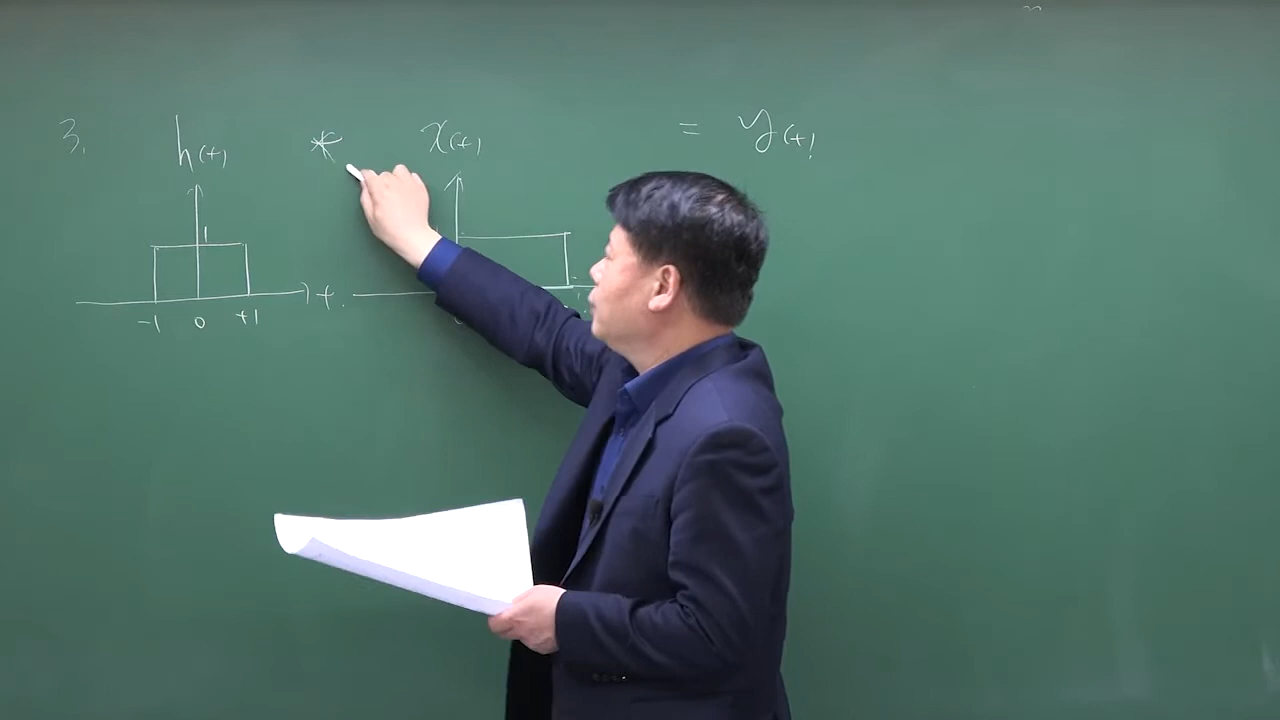 3. h(t) * x(t) = y(t)
1
-1 0 +1 t